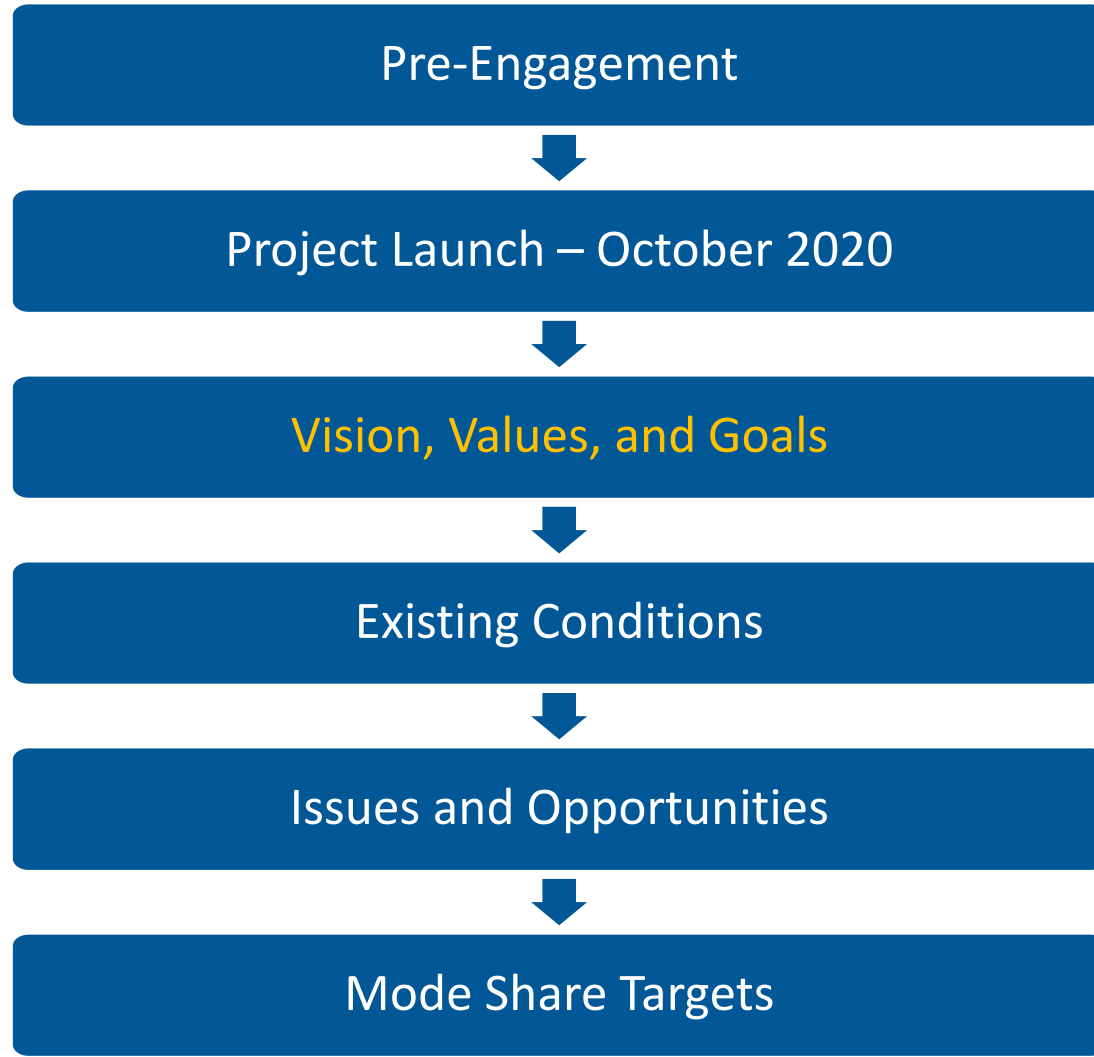 Pre-Engagement
Project Launch – October 2020
Vision, Values, and Goals
Existing Conditions
Issues and Opportunities
Mode Share Targets